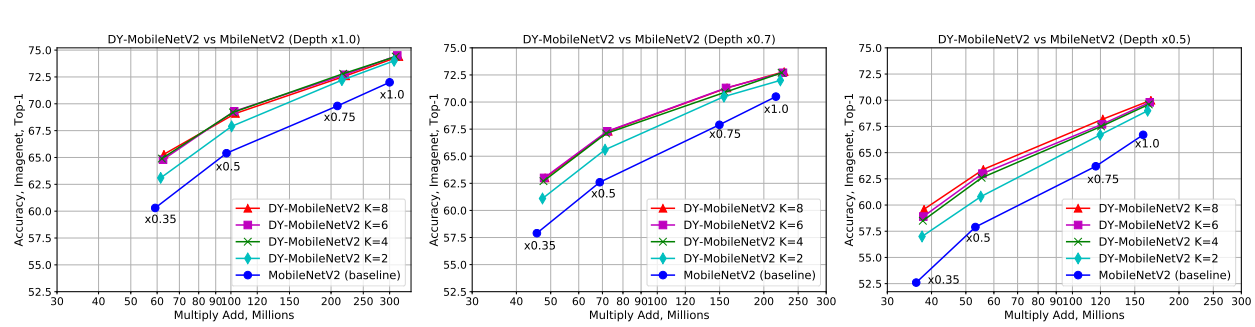 DY-MobileNetV2 vs MbileNetV2 (Depth x1.0)
75.0
72.5
70.0
67.5
65.0
62.5
60.0
57.5
55.0
52.5
Accuracy, Imagenet, Top-1
x0.35
x0.5
x0.75
x1.0
DY-MobileNetV2 K=8
DY-MobileNetV2 K=6
DY-MobileNetV2 K=4
DY-MobileNetV2 K=2
MobileNetV2 (baseline)
30 40 50 60 70 80 90 100 120 150 200 250 300
Multiply Add, Millions
DY-MobileNetV2 vs MbileNetV2 (Depth x0.7)
75.0
72.5
70.0
67.5
65.0
62.5
60.0
57.5
55.0
52.5
Accuracy, Imagenet, Top-1
x0.35
x0.5
x0.75
x1.0
DY-MobileNetV2 K=8
DY-MobileNetV2 K=6
DY-MobileNetV2 K=4
DY-MobileNetV2 K=2
MobileNetV2 (baseline)
30 40 50 60 70 80 90100 120 150 200 250 300
Multiply Add, Millions
DY-MobileNetV2 vs MbileNetV2 (Depth x0.5)
75.0
72.5
70.0
67.5
65.0
62.5
60.0
57.5
55.0
52.5
Accuracy, Imagenet, Top-1
x0.35
x0.5
x0.75
x1.0
DY-MobileNetV2 K=8
DY-MobileNetV2 K=6
DY-MobileNetV2 K=4
DY-MobileNetV2 K=2
MobileNetV2 (baseline)
30 40 50 60 70 80 90100 120 150 200 250 300
Multiply Add, Millions